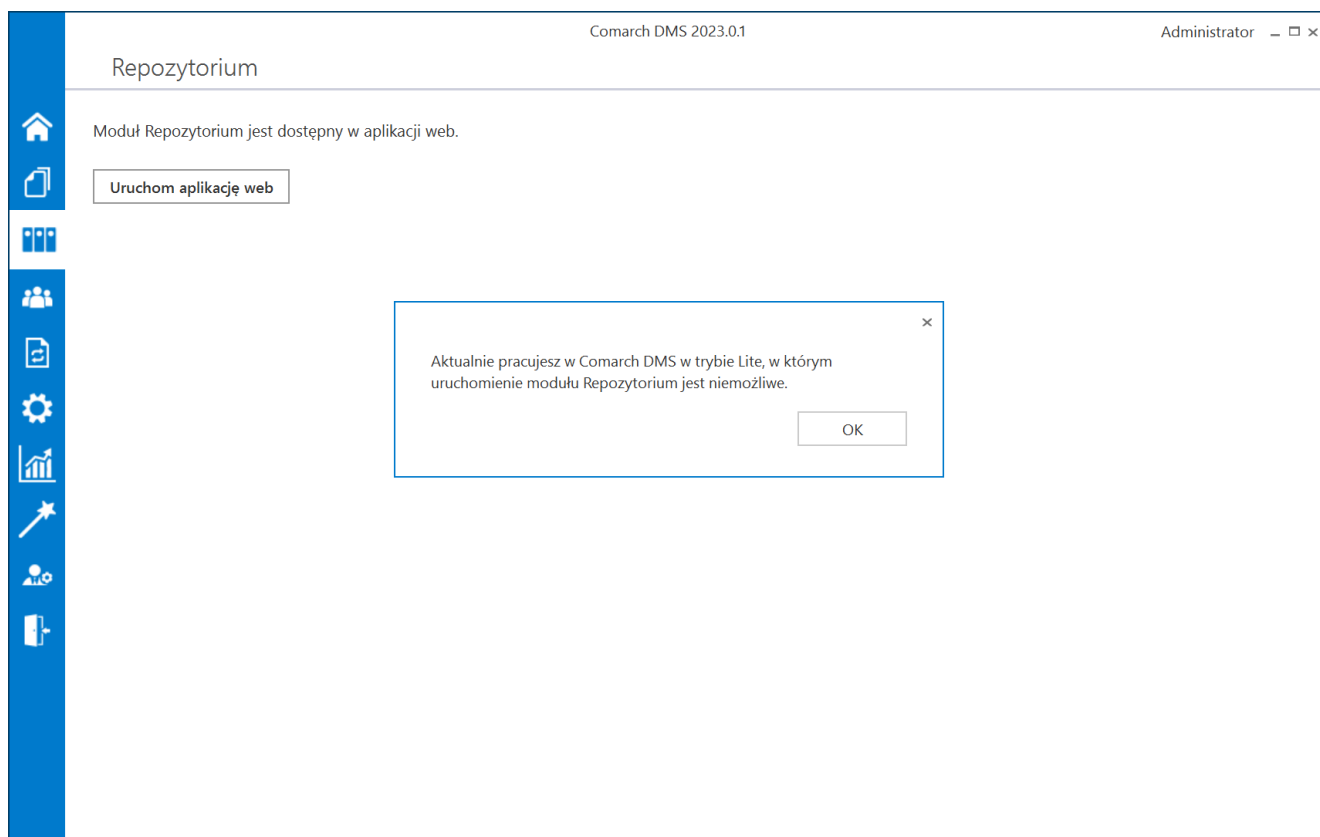 Comarch DMS 2023.0.1
Administrator
Repozytorium
Moduł Repozytorium jest dostępny w aplikacji web.
Uruchom aplikację web
Aktualnie pracujesz w Comarch DMS w trybie Lite, w którym
uruchomienie modułu Repozytorium jest niemożliwe.
OK